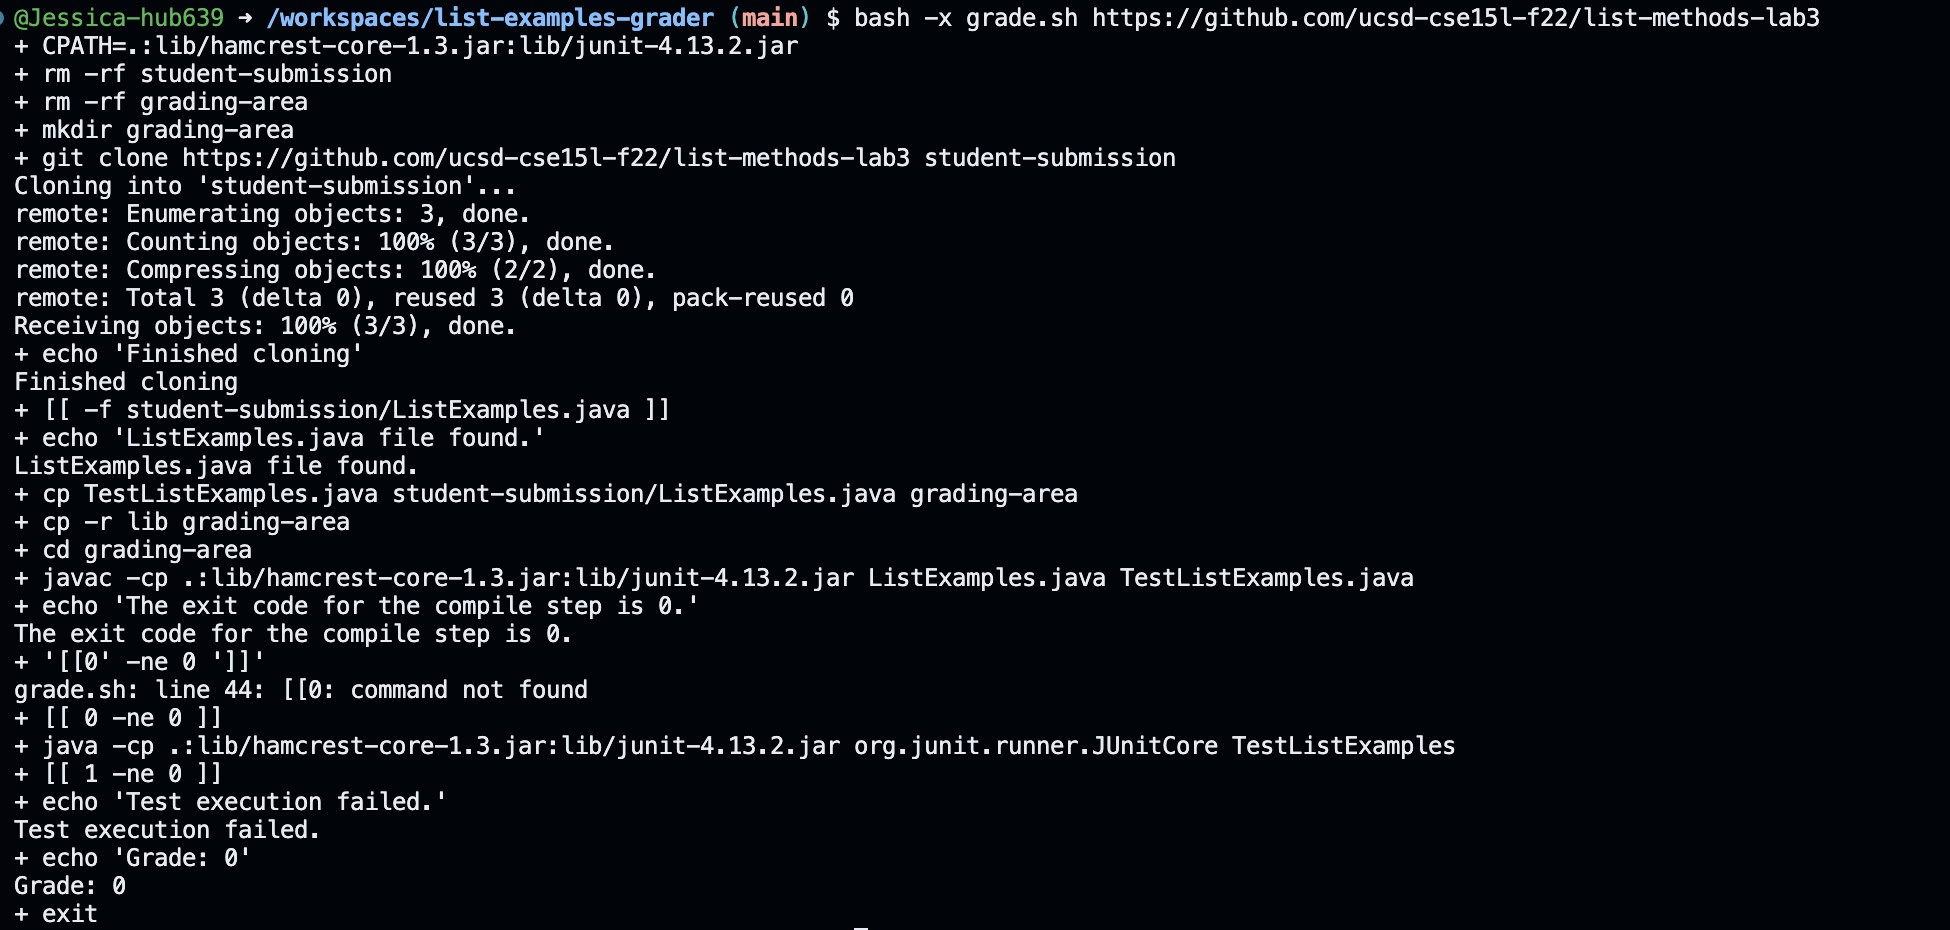 @Jessica-hub639 ➜ /workspaces/list-examples-grader (main) $ bash -x grade.sh https://github.com/ucsd-cse15l-f22/list-methods-lab3
+ CPATH=.:lib/hamcrest-core-1.3.jar:lib/junit-4.13.2.jar
+ rm -rf student-submission
+ rm -rf grading-area
+ mkdir grading-area
+ git clone https://github.com/ucsd-cse15l-f22/list-methods-lab3 student-submission
Cloning into 'student-submission'...
remote: Enumerating objects: 3, done.
remote: Counting objects: 100% (3/3), done.
remote: Compressing objects: 100% (2/2), done.
remote: Total 3 (delta 0), reused 3 (delta 0), pack-reused 0
Receiving objects: 100% (3/3), done.
+ echo 'Finished cloning'
Finished cloning
+ [[ -f student-submission/ListExamples.java ]]
+ echo 'ListExamples.java file found.'
ListExamples.java file found.
+ cp TestListExamples.java student-submission/ListExamples.java grading-area
+ cp -r lib grading-area
+ cd grading-area
+ javac -cp .:lib/hamcrest-core-1.3.jar:lib/junit-4.13.2.jar ListExamples.java TestListExamples.java
+ echo 'The exit code for the compile step is 0.'
The exit code for the compile step is 0.
+ '[[0' -ne 0 ']]'
grade.sh: line 44: [[0: command not found
+ [[ 0 -ne 0 ]]
+ java -cp .:lib/hamcrest-core-1.3.jar:lib/junit-4.13.2.jar org.junit.runner.JUnitCore TestListExamples
+ [[ 1 -ne 0 ]]
+ echo 'Test execution failed.'
Test execution failed.
+ echo 'Grade: 0'
Grade: 0
+ exit